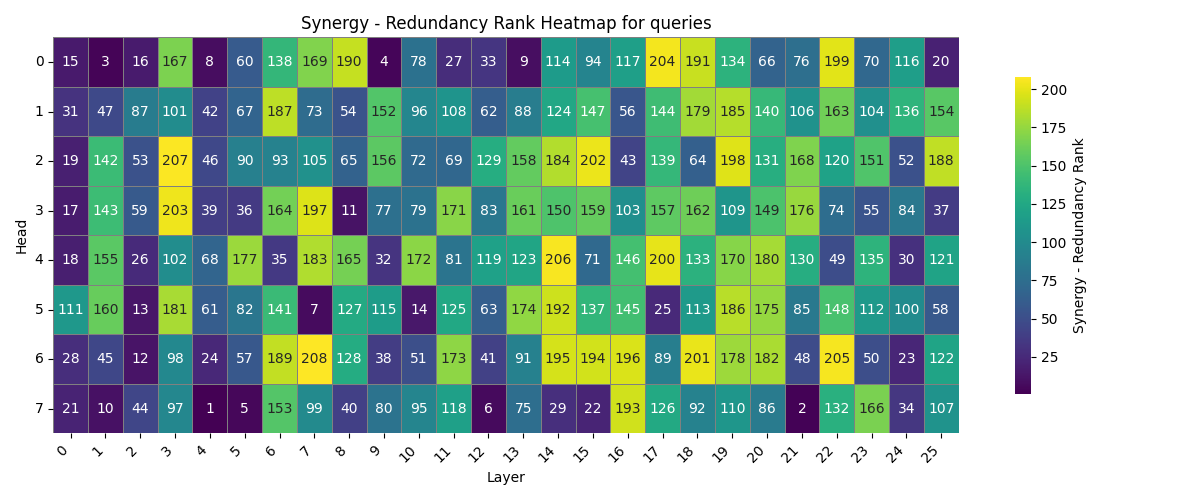 Synergy - Redundancy Rank Heatmap for queries
0 15 3 16 167 8 60 138 169 190 4 78 27 33 9 114 94 117 204 191 134 66 76 199 70 116 20
1 31 47 87 101 42 67 187 73 54 152 96 108 62 88 124 147 56 144 179 185 140 106 163 104 136 154
2 19 142 53 207 46 90 93 105 65 156 72 69 129 158 184 202 43 139 64 198 131 168 120 151 52 188
3 17 143 59 203 39 36 164 197 11 77 79 171 83 161 150 159 103 157 162 109 149 176 74 55 84 37
4 18 155 26 102 68 177 35 183 165 32 172 81 119 123 206 71 146 200 133 170 180 130 49 135 30 121
5 111 160 13 181 61 82 141 7 127 115 14 125 63 174 192 137 145 25 113 186 175 85 148 112 100 58
6 28 45 12 98 24 57 189 208 128 38 51 173 41 91 195 194 196 89 201 178 182 48 205 50 23 122
7 21 10 44 97 1 5 153 99 40 80 95 118 6 75 29 22 193 126 92 110 86 2 132 166 34 107
0 1 2 3 4 5 6 7 8 9 10 11 12 13 14 15 16 17 18 19 20 21 22 23 24 25
Layer
Head
200
175
150
125
100
75
50
25
Synergy - Redundancy Rank